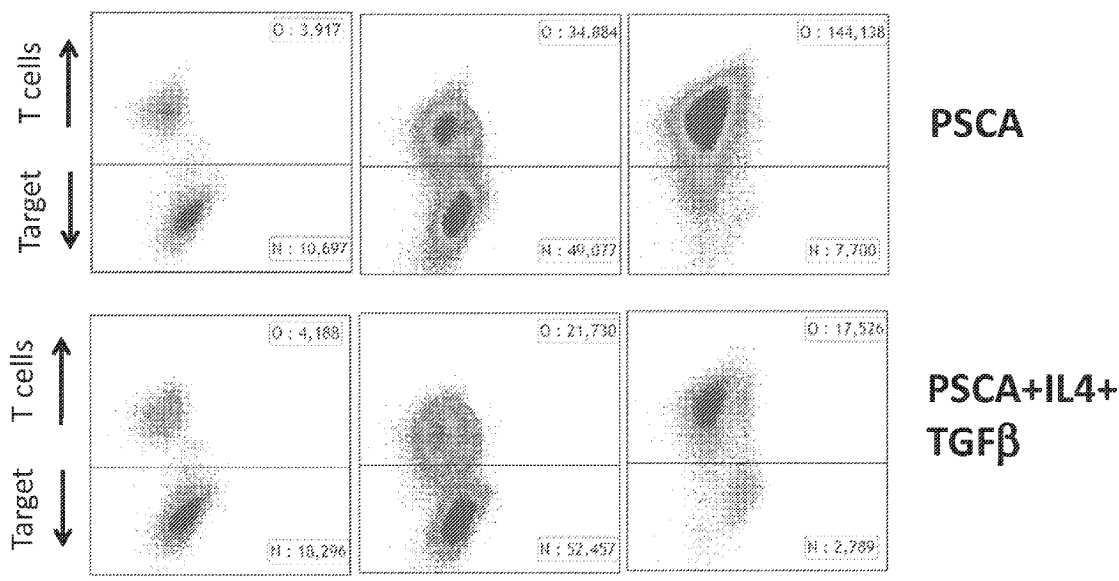 T cells
Target
O : 3,917
N : 10,697
O : 34,884
N : 49,077
O : 144,138
N : 7,700
PSCA
T cells
Target
O : 4,188
N : 18,296
O : 21,730
N : 52,457
O : 17,526
N : 2,789
PSCA+IL4+
TGFβ